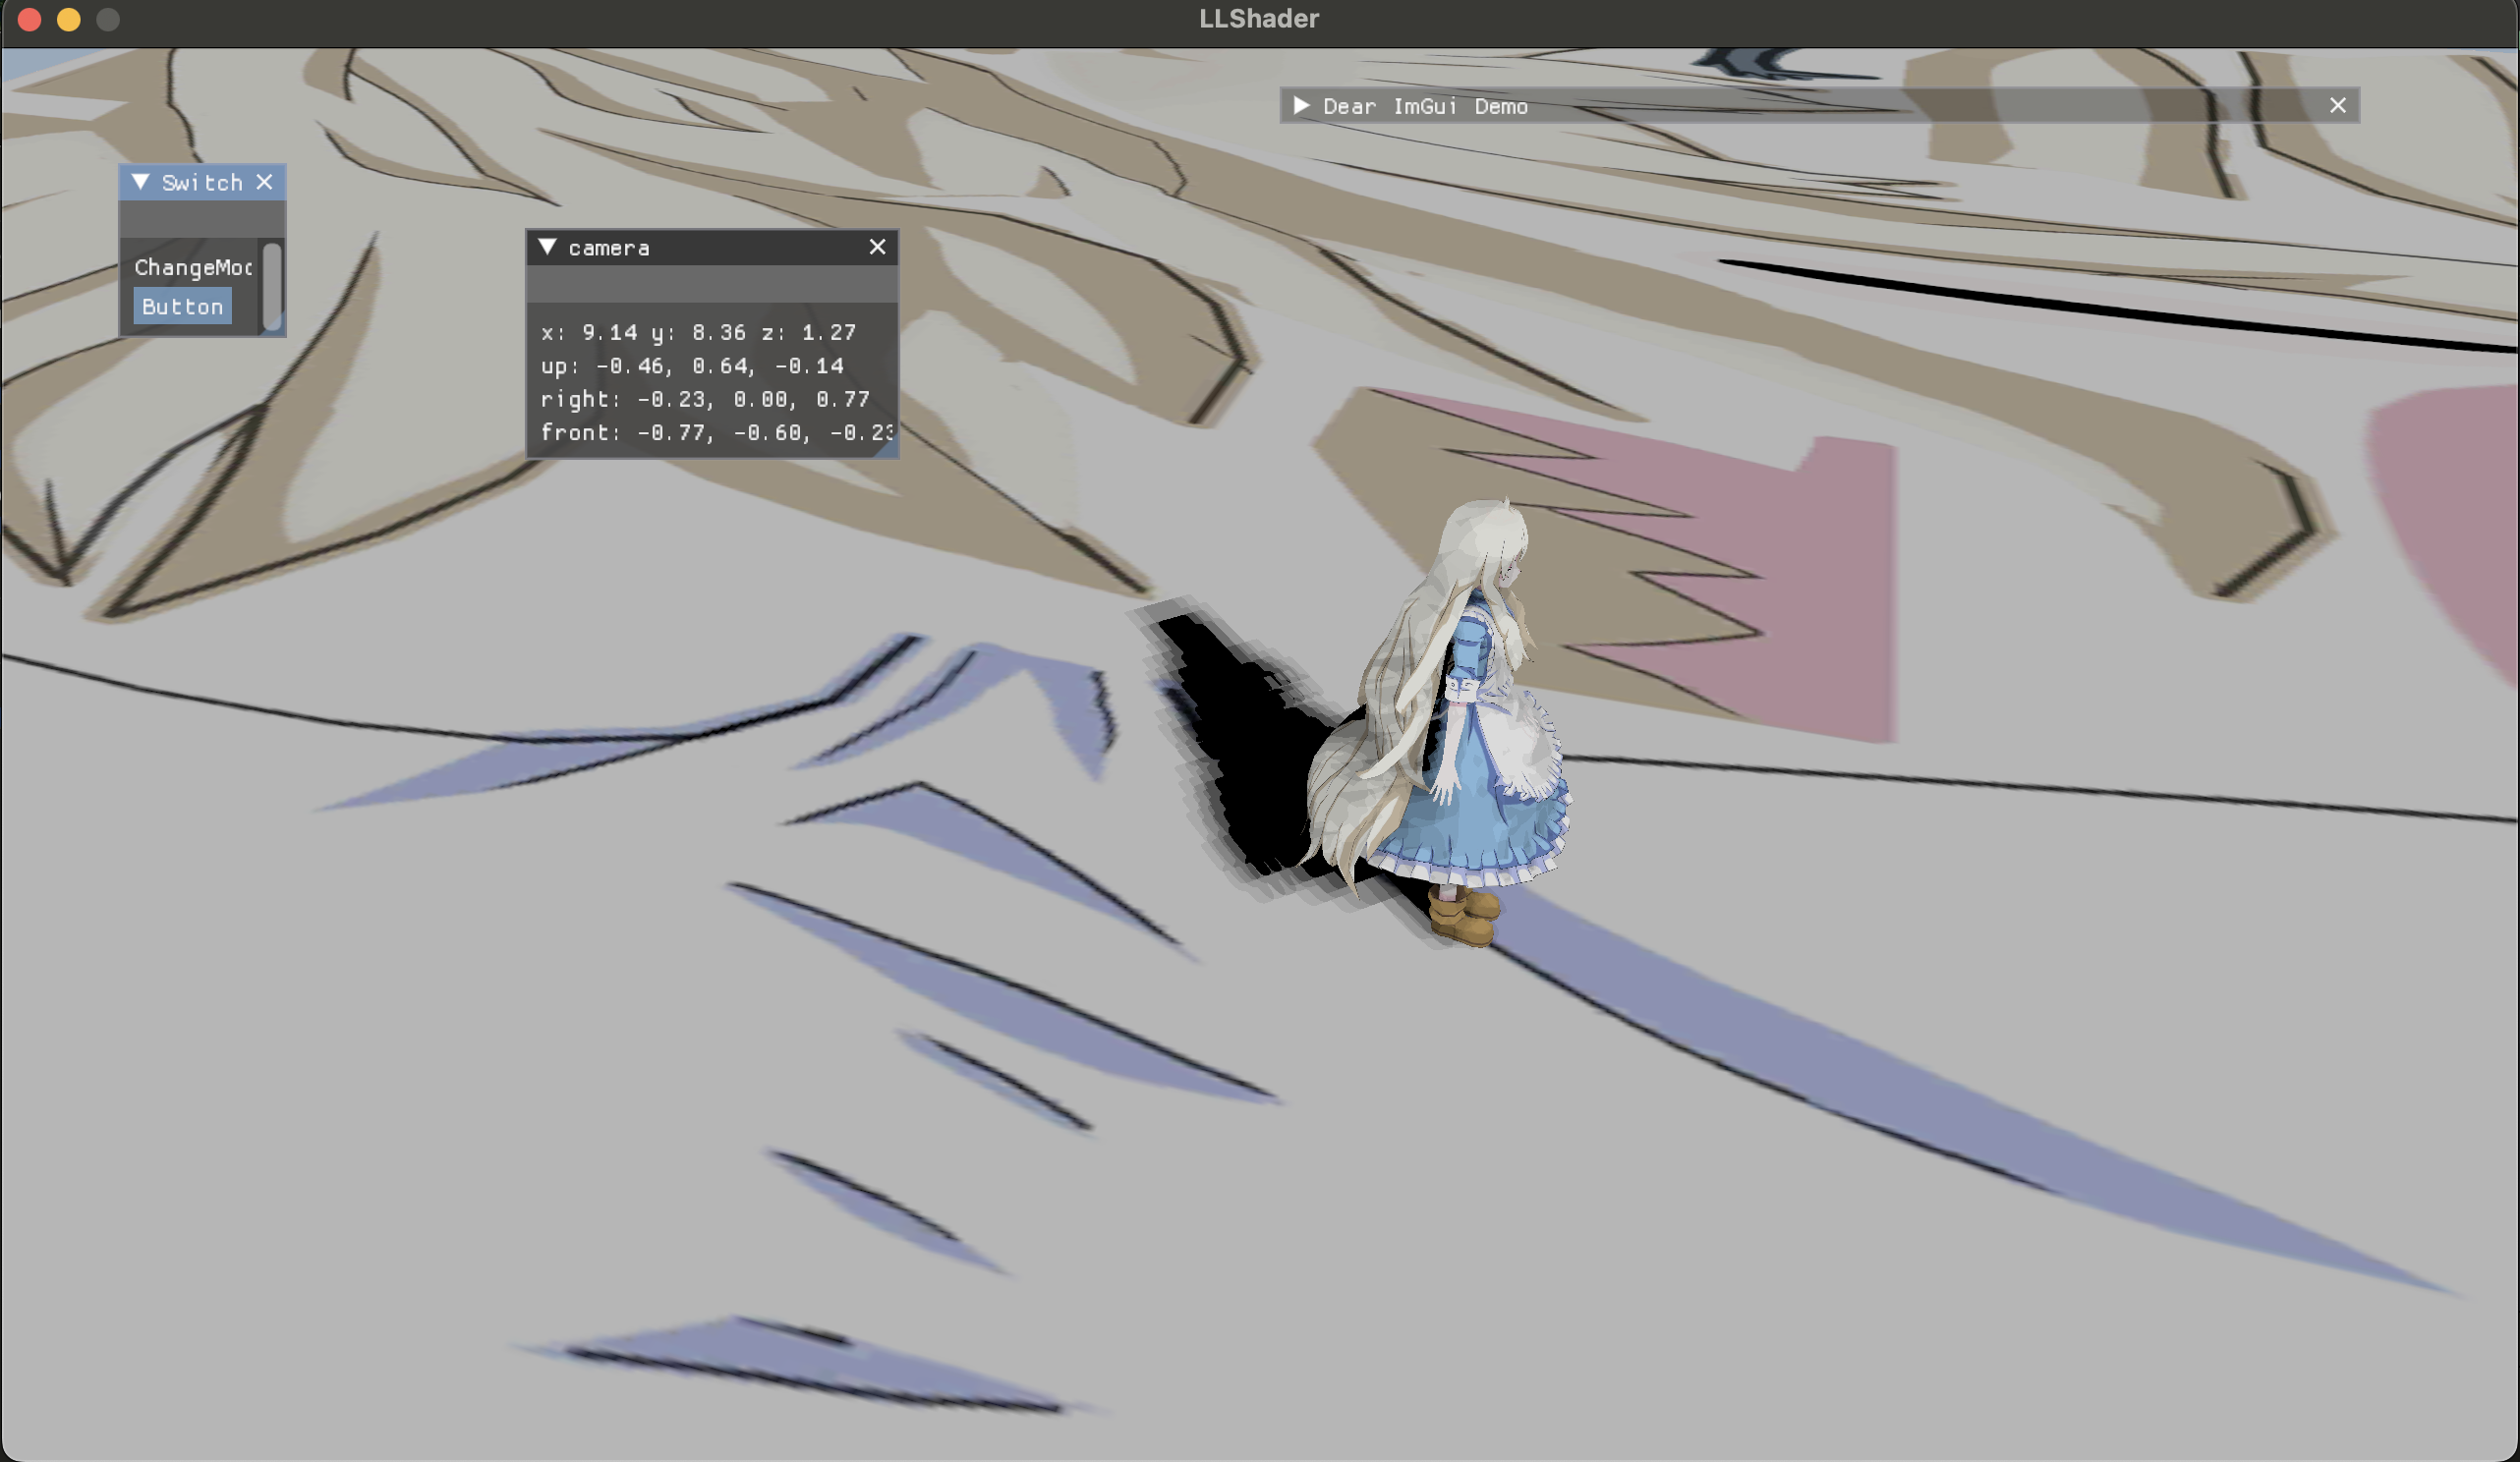 LLShader
Dear ImGui Demo
Switch
ChangeMoc
Button
camera
x: 9.14 y: 8.36 z: 1.27
up: -0.46, 0.64, -0.14
right: -0.23, 0.00, 0.77
front: -0.77, -0.60, -0.23